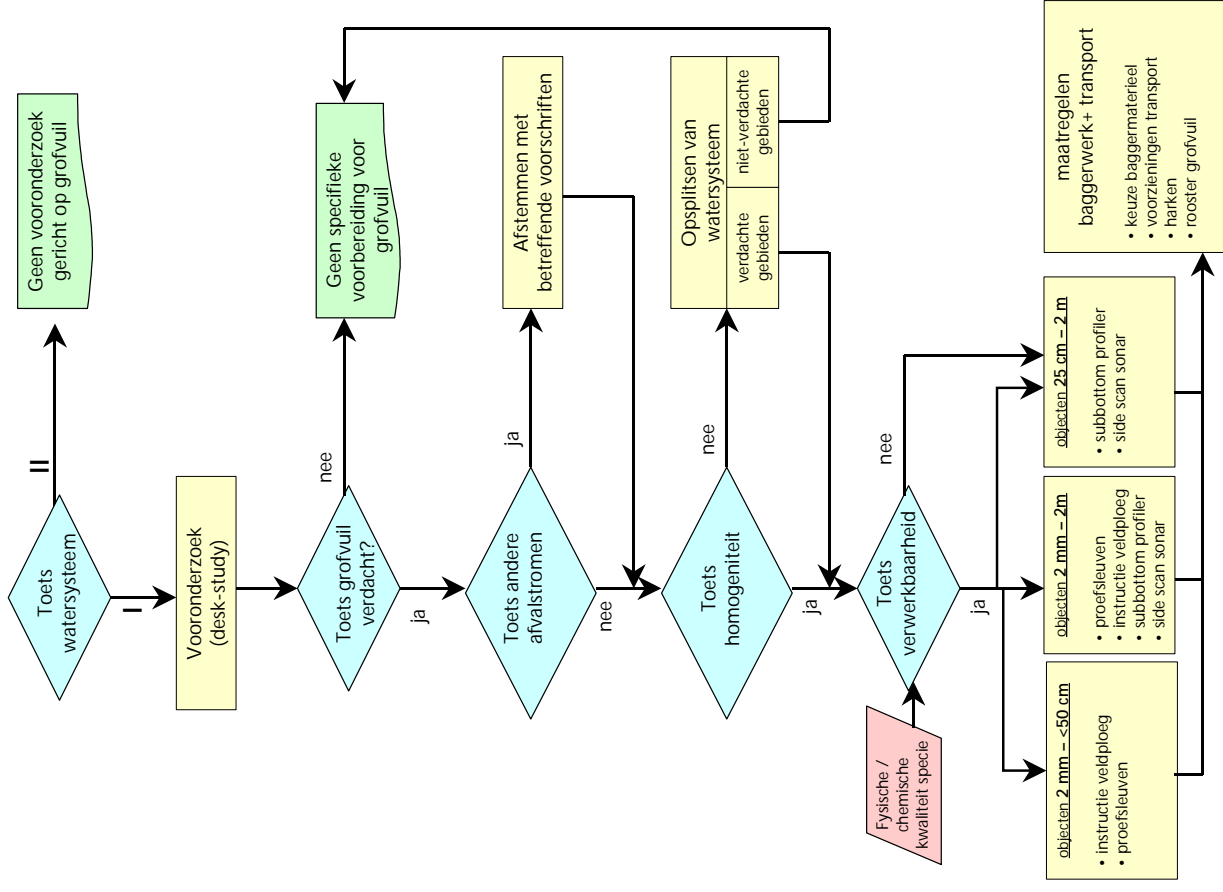 Toets
watersysteem
II
Geen vooronderzoek
gericht op grofvuil
I
Vooronderzoek
(desk-study)
Toets grofvuil
verdacht?
nee
Geen specifieke
voorbereiding voor
grofvuil
ja
Toets andere
afvalstromen
ja
Afstemmen met
betreffende voorschriften
nee
Toets
homogeniteit
nee
Opsplitsen van
watersysteem
verdachte
gebieden
niet-verdachte
gebieden
ja
Fysische /
chemische
kwaliteit specie
Toets
verwerkbaarheid
nee
ja
objecten 2 mm – <50 cm
• instructie veldploeg
• proefsleuven
objecten 2 mm – 2m
• proefsleuven
• instructie veldploeg
• subbottom profiler
• side scan sonar
objecten 25 cm – 2 m
• subbottom profiler
• side scan sonar
maatregelen
baggerwerk+ transport
• keuze baggermaterieel
• voorzieningen transport
• harken
• rooster grofvuil